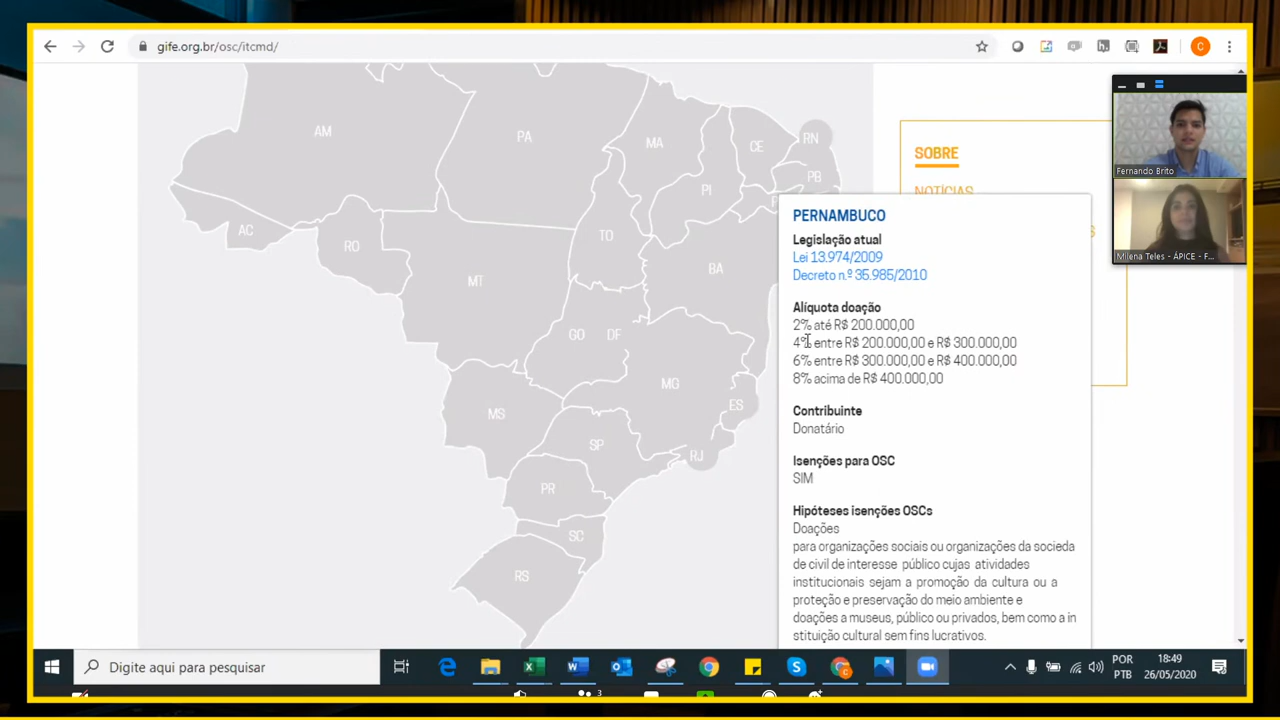 gife.org.br/osc/itcmd/
AM
PA
MA
CE
RN
PB
PI
AC
RO
TO
MT
BA
GO
DF
MG
MS
ES
SP
RJ
PR
SC
RS
SOBRE
NOTÍCIAS
PERNAMBUCO
Legislação atual
Lei 13.974/2009
Decreto n.º 35.985/2010
Alíquota doação
2% até R$ 200.000,00
4% entre R$ 200.000,00 e R$ 300.000,00
6% entre R$ 300.000,00 e R$ 400.000,00
8% acima de R$ 400.000,00
Contribuinte
Donatário
Isenções para OSC
SIM
Hipóteses isenções OSCs
Doações
para organizações sociais ou organizações da socieda
de civil de interesse público cujas atividades
institucionais sejam a promoção da cultura ou a
proteção e preservação do meio ambiente e
doações a museus, público ou privados, bem como a in
stituição cultural sem fins lucrativos.
C
Fernando Brito
Milena Teles - ÁPICE - F...
Digite aqui para pesquisar
POR
PTB
18:49
26/05/2020
3